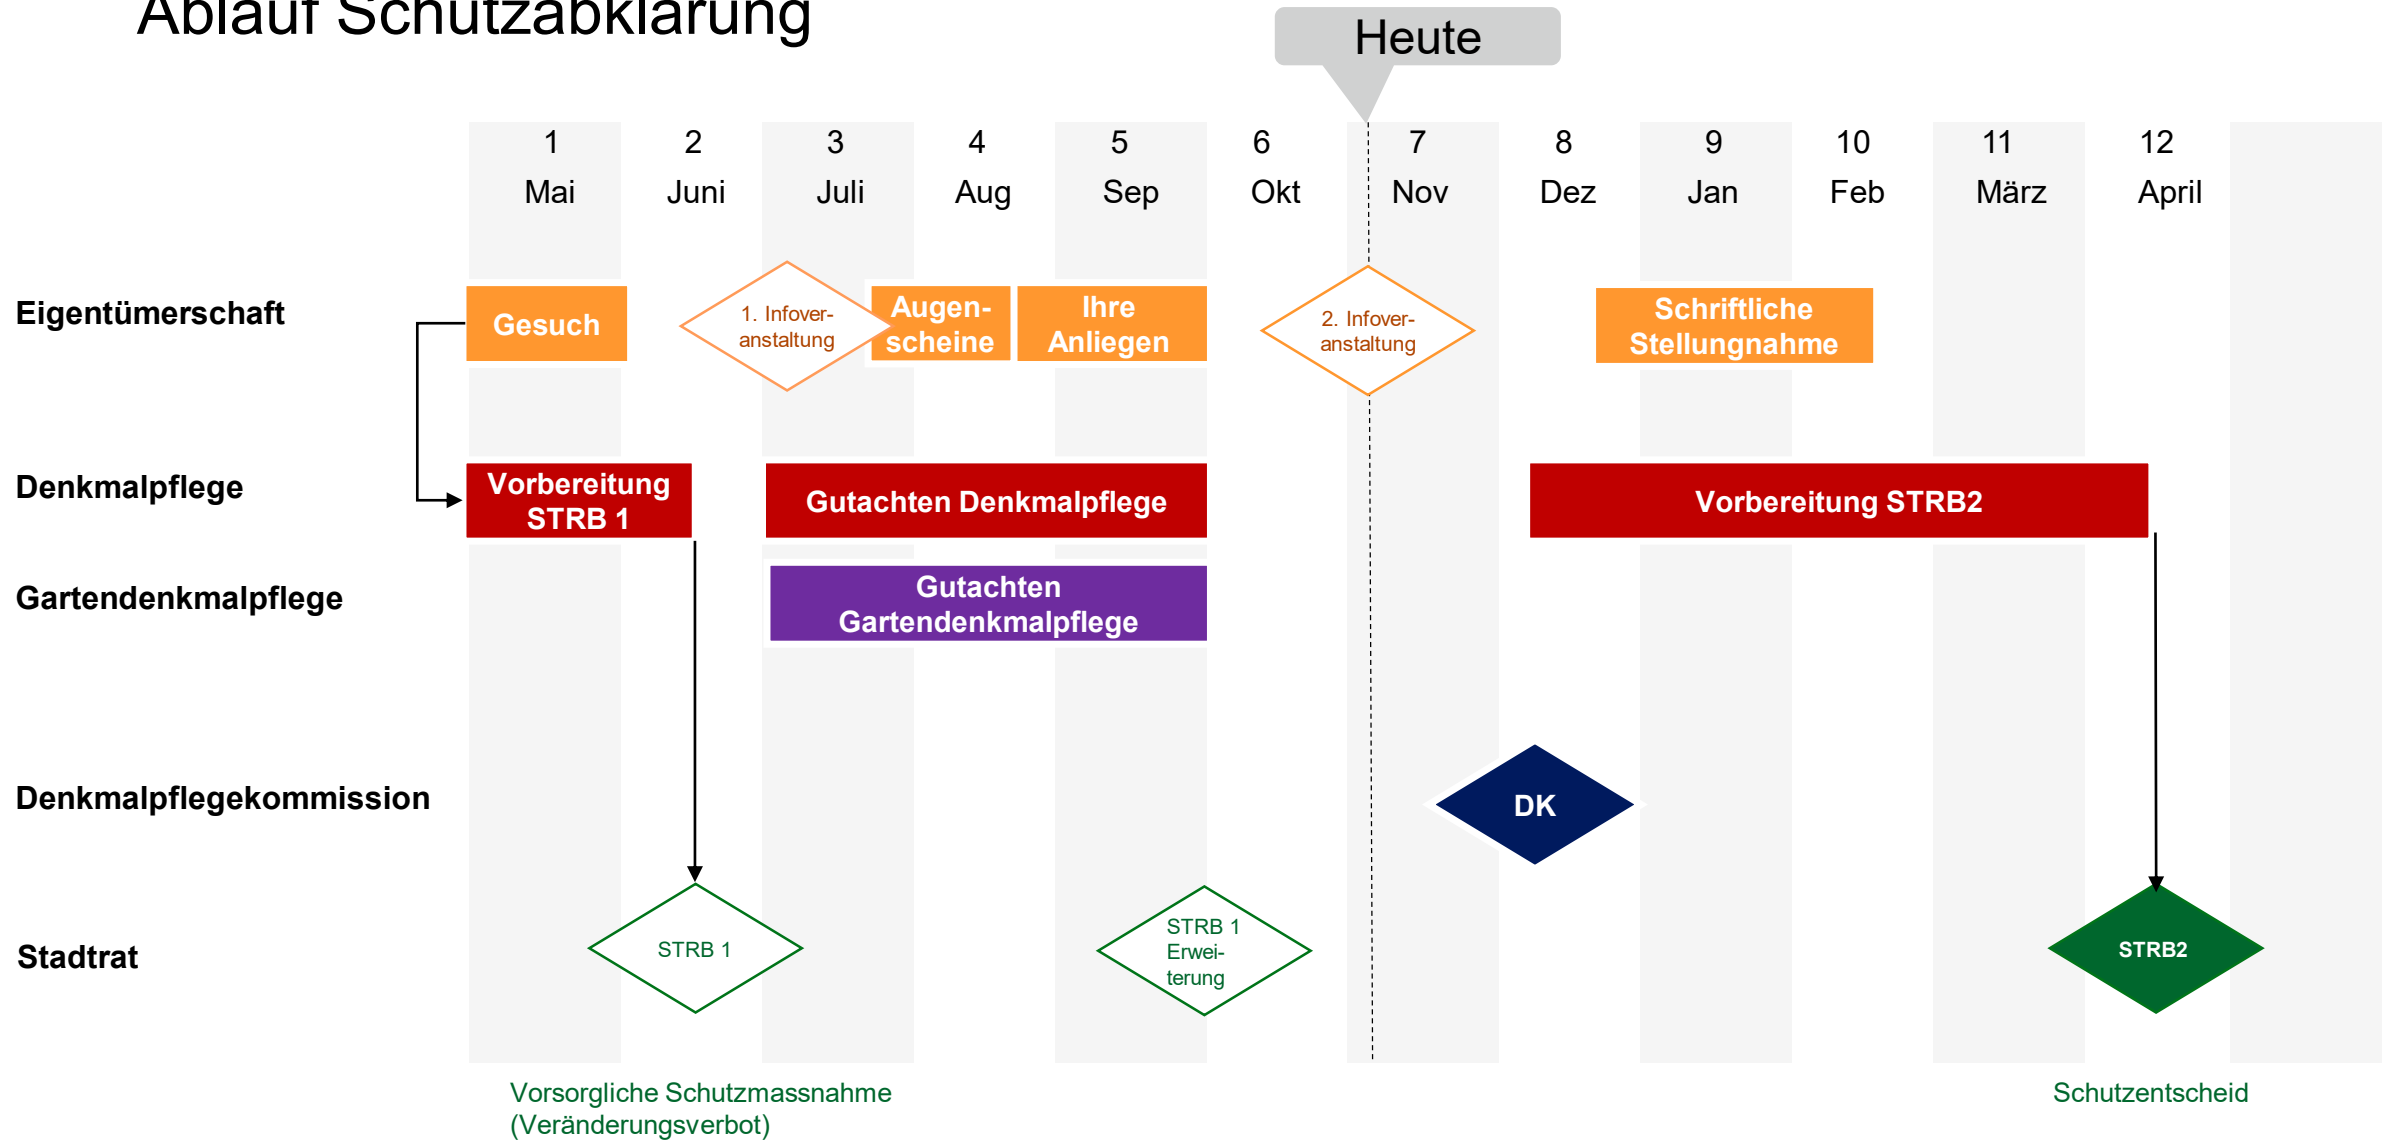 Ablauf Schutzabklärung
Heute
1 2 3 4 5 6 7 8 9 10 11 12
Mai Juni Juli Aug Sep Okt Nov Dez Jan Feb März April
Eigentümerschaft
Gesuch
1. Infover-
anstaltung
Augen-
scheine
Ihre
Anliegen
2. Infover-
anstaltung
Schriftliche
Stellungnahme
Denkmalpflege
Vorbereitung
STRB 1
Gutachten Denkmalpflege
Vorbereitung STRB2
Gartendenkmalpflege
Gutachten
Gartendenkmalpflege
Denkmalpflegekommission
DK
Stadtrat
STRB 1
STRB 1
Erwei-
terung
STRB2
Vorsorgliche Schutzmassnahme
(Veränderungsverbot)
Schutzentscheid